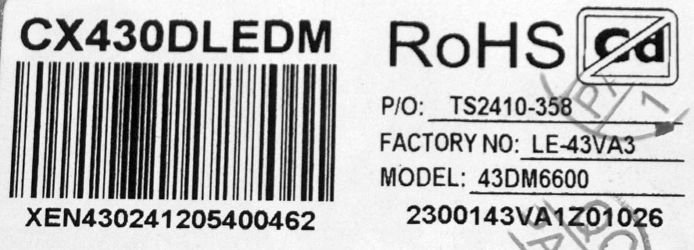 CX430DLEDM
XEN430241205400462
RoHS Cd
P/O: TS2410-358
FACTORY NO: LE-43VA3
MODEL: 43DM6600
2300143VA1Z01026